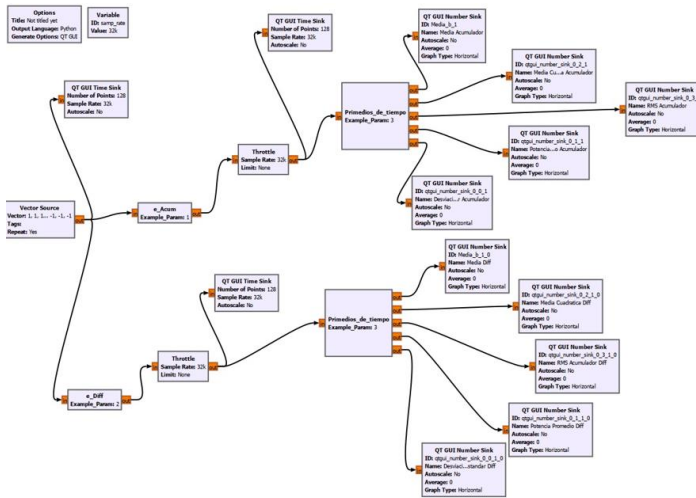 Options
Title: Not titled yet
Output Language: Python
Generate Options: QT GUI
Variable
ID: samp_rate
Value: 32k
QT GUI Time Sink
Number of Points: 128
Sample Rate: 32k
Autoscale: No
QT GUI Number Sink
ID: Media_b_1
Name: Media Acumulador
Autoscale: No
Average: 0
Graph Type: Horizontal
QT GUI Number Sink
ID: qtgui_number_sink_0_2_1
Name: Media Cu...a Acumulador
Autoscale: No
Average: 0
Graph Type: Horizontal
QT GUI Time Sink
Number of Points: 128
Sample Rate: 32k
Autoscale: No
Primedios_de_tiempo
Example_Param: 3
QT GUI Number Sink
ID: qtgui_number_sink_0_3_
Name: RMS Acumulador
Autoscale: No
Average: 0
Graph Type: Horizontal
QT GUI Number Sink
ID: qtgui_number_sink_0_1_1
Name: Potencia...o Acumulador
Autoscale: No
Average: 0
Graph Type: Horizontal
Throttle
Sample Rate: 32k
Limit: None
QT GUI Number Sink
ID: qtgui_number_sink_0_0_1
Name: Desviaci...r Acumulador
Autoscale: No
Average: 0
Graph Type: Horizontal
Vector Source
Vector: 1, 1, 1... -1, -1, -1
Tags:
Repeat: Yes
out
e_Acum
Example_Param: 1
QT GUI Number Sink
ID: Media_b_1_0
Name: Media Diff
Autoscale: No
Average: 0
Graph Type: Horizontal
QT GUI Time Sink
Number of Points: 128
Sample Rate: 32k
Autoscale: No
Primedios_de_tiempo
Example_Param: 3
QT GUI Number Sink
ID: qtgui_number_sink_0_2_1_0
Name: Media Cuadratica Diff
Autoscale: No
Average: 0
Graph Type: Horizontal
QT GUI Number Sink
ID: qtgui_number_sink_0_3_1_0
Name: RMS Acumulador Diff
Autoscale: No
Average: 0
Graph Type: Horizontal
Throttle
Sample Rate: 32k
Limit: None
e_Diff
Example_Param: 2
QT GUI Number Sink
ID: qtgui_number_sink_0_1_1_0
Name: Potencia Promedio Diff
Autoscale: No
Average: 0
Graph Type: Horizontal
QT GUI Number Sink
ID: qtgui_number_sink_0_0_1_0
Name: Desviaci...standar Diff
Autoscale: No
Average: 0
Graph Type: Horizontal